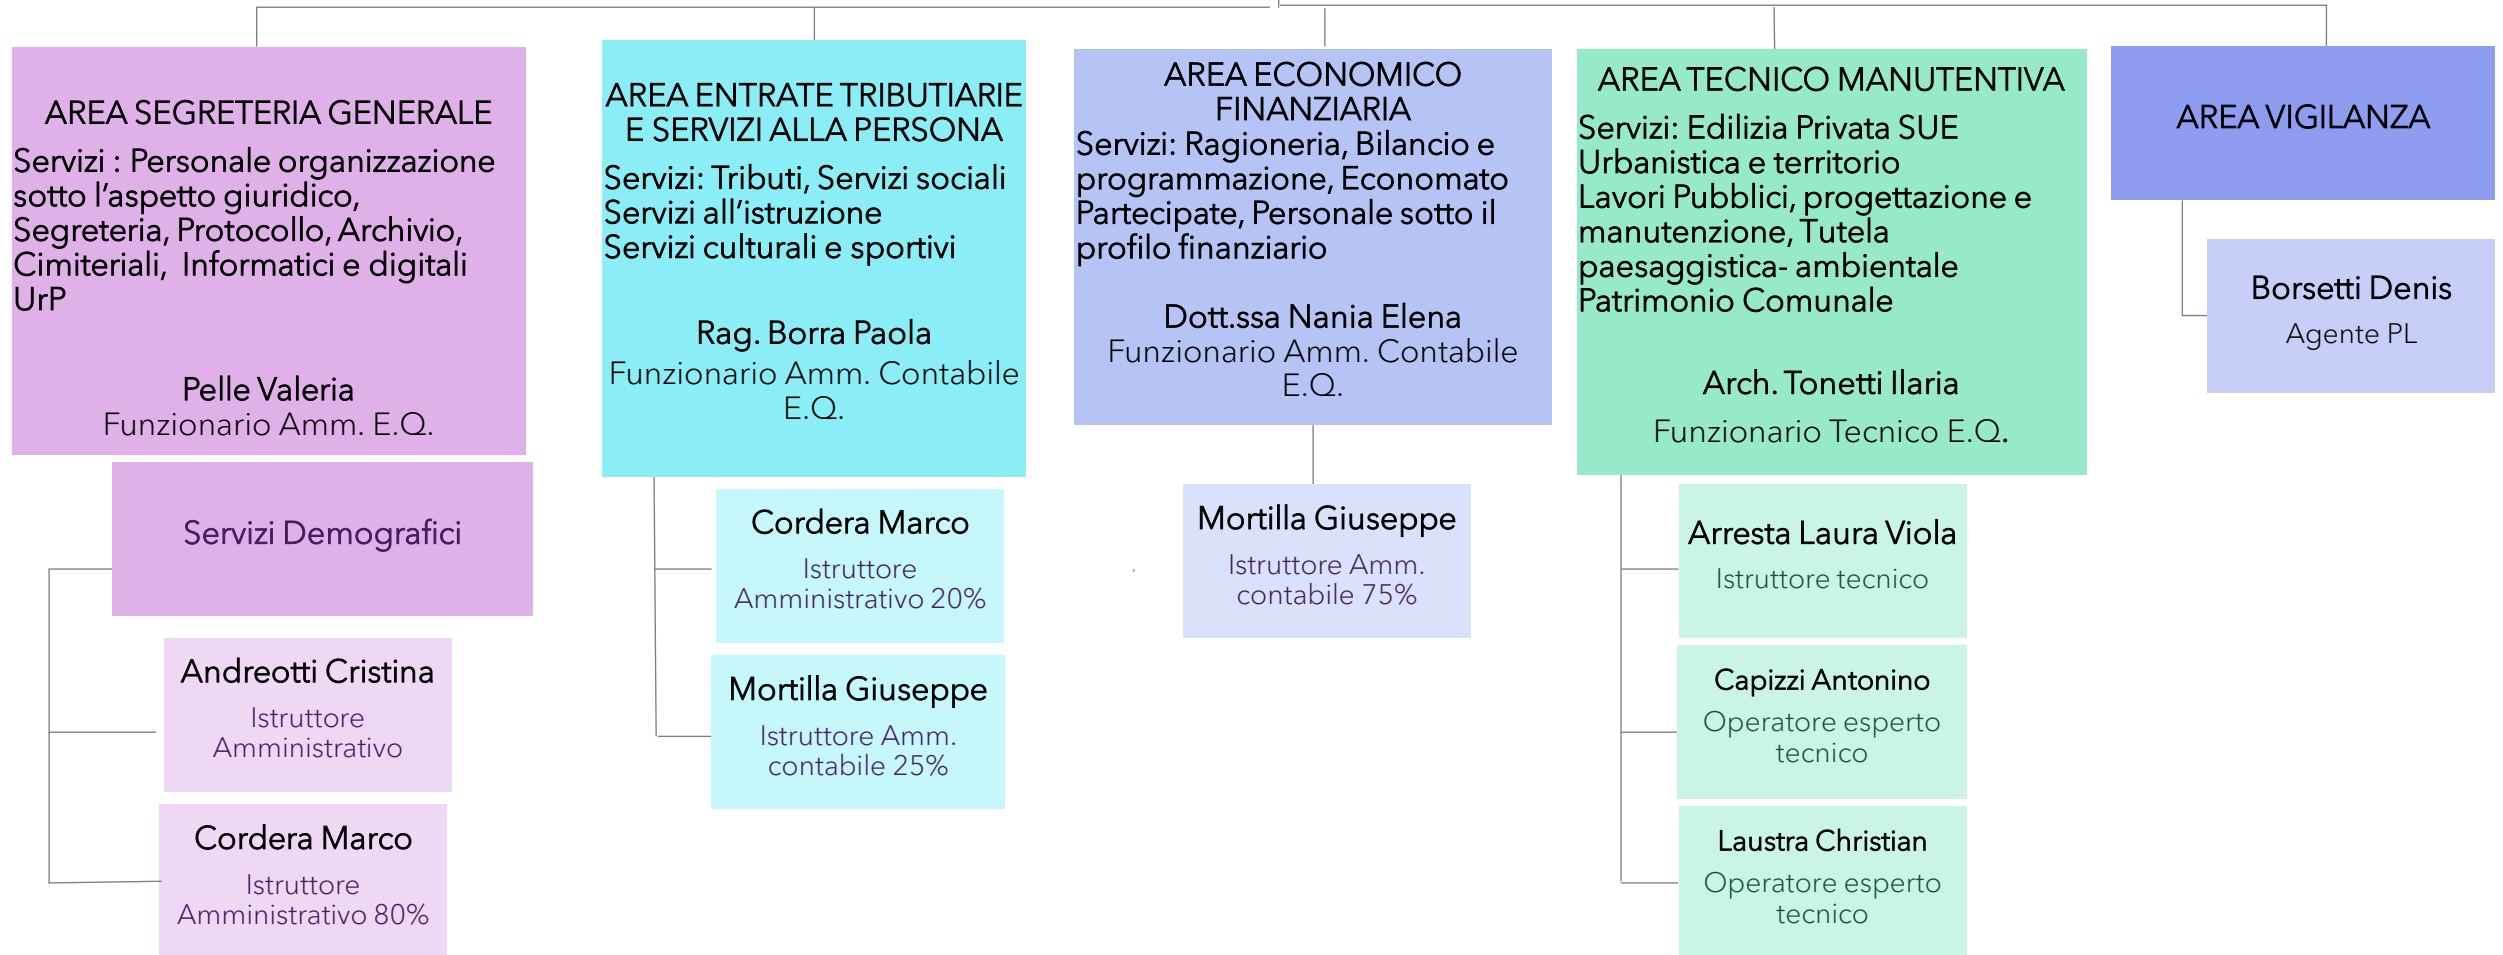 AREA SEGRETERIA GENERALE
Servizi : Personale organizzazione
sotto l’aspetto giuridico,
Segreteria, Protocollo, Archivio,
Cimiteriali, Informatici e digitali
UrP
Pelle Valeria
Funzionario Amm. E.Q.
Servizi Demografici
Andreotti Cristina
Istruttore
Amministrativo
Cordera Marco
Istruttore
Amministrativo 80%
AREA ENTRATE TRIBUTIARIE
E SERVIZI ALLA PERSONA
Servizi: Tributi, Servizi sociali
Servizi all’istruzione
Servizi culturali e sportivi
Rag. Borra Paola
Funzionario Amm. Contabile
E.Q.
Cordera Marco
Istruttore
Amministrativo 20%
Mortilla Giuseppe
Istruttore Amm.
contabile 25%
AREA ECONOMICO
FINANZIARIA
Servizi: Ragioneria, Bilancio e
programmazione, Economato
Partecipate, Personale sotto il
profilo finanziario
Dott.ssa Nania Elena
Funzionario Amm. Contabile
E.Q.
Mortilla Giuseppe
Istruttore Amm.
contabile 75%
AREA TECNICO MANUTENTIVA
Servizi: Edilizia Privata SUE
Urbanistica e territorio
Lavori Pubblici, progettazione e
manutenzione, Tutela
paesaggistica- ambientale
Patrimonio Comunale
Arch. Tonetti Ilaria
Funzionario Tecnico E.Q.
Arresta Laura Viola
Istruttore tecnico
Capizzi Antonino
Operatore esperto
tecnico
Laustra Christian
Operatore esperto
tecnico
AREA VIGILANZA
Borsetti Denis
Agente PL